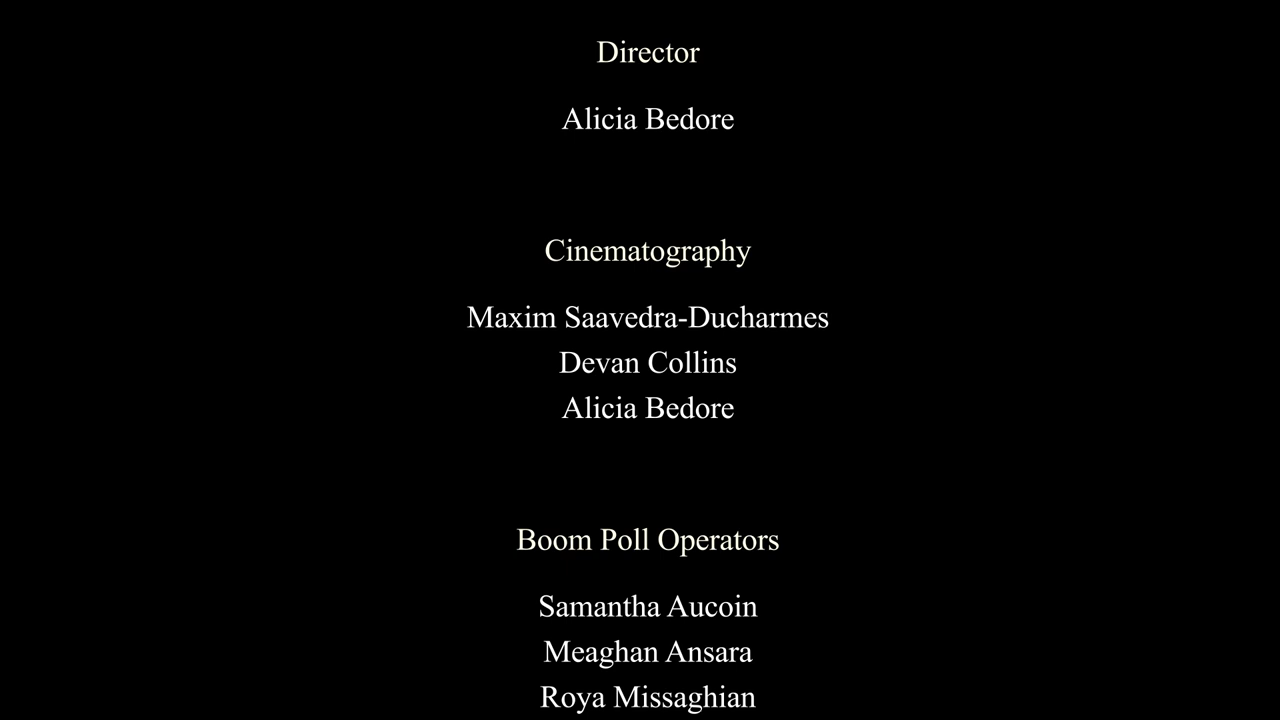 Director
Alicia Bedore
Cinematography
Maxim Saavedra-Ducharmes
Devan Collins
Alicia Bedore
Boom Poll Operators
Samantha Aucoin
Meaghan Ansara
Roya Missaghian